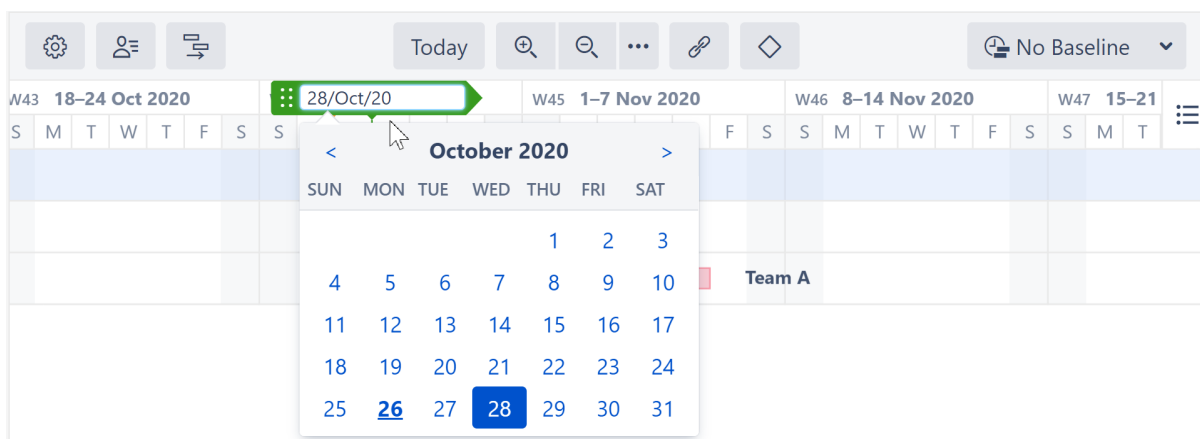 Today ••• No Baseline
W43 18–24 Oct 2020 28/Oct/20 W45 1–7 Nov 2020 W46 8–14 Nov 2020 W47 15–21
S M T W T F S S F S S M T W T F S S M T
< October 2020 >
SUN MON TUE WED THU FRI SAT
1 2 3
4 5 6 7 8 9 10
Team A
11 12 13 14 15 16 17
18 19 20 21 22 23 24
25 26 27 28 29 30 31